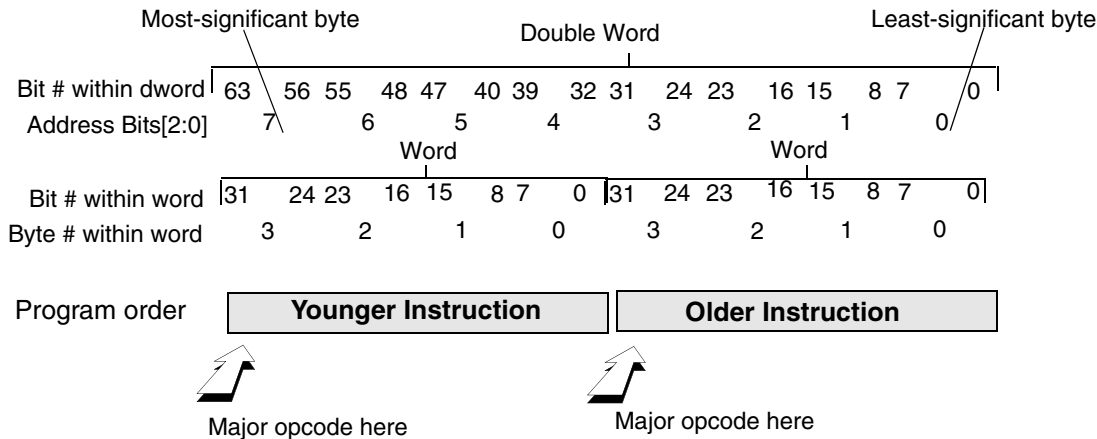 Most-significant byte Least-significant byte
Double Word
Bit # within dword 63 56 55 48 47 40 39 32 31 24 23 16 15 8 7 0
Address Bits[2:0] 7 6 5 4 3 2 1 0
Word Word
Bit # within word 31 24 23 16 15 8 7 0 31 24 23 16 15 8 7 0
Byte # within word 3 2 1 0 3 2 1 0
Program order Younger Instruction Older Instruction
Major opcode here Major opcode here